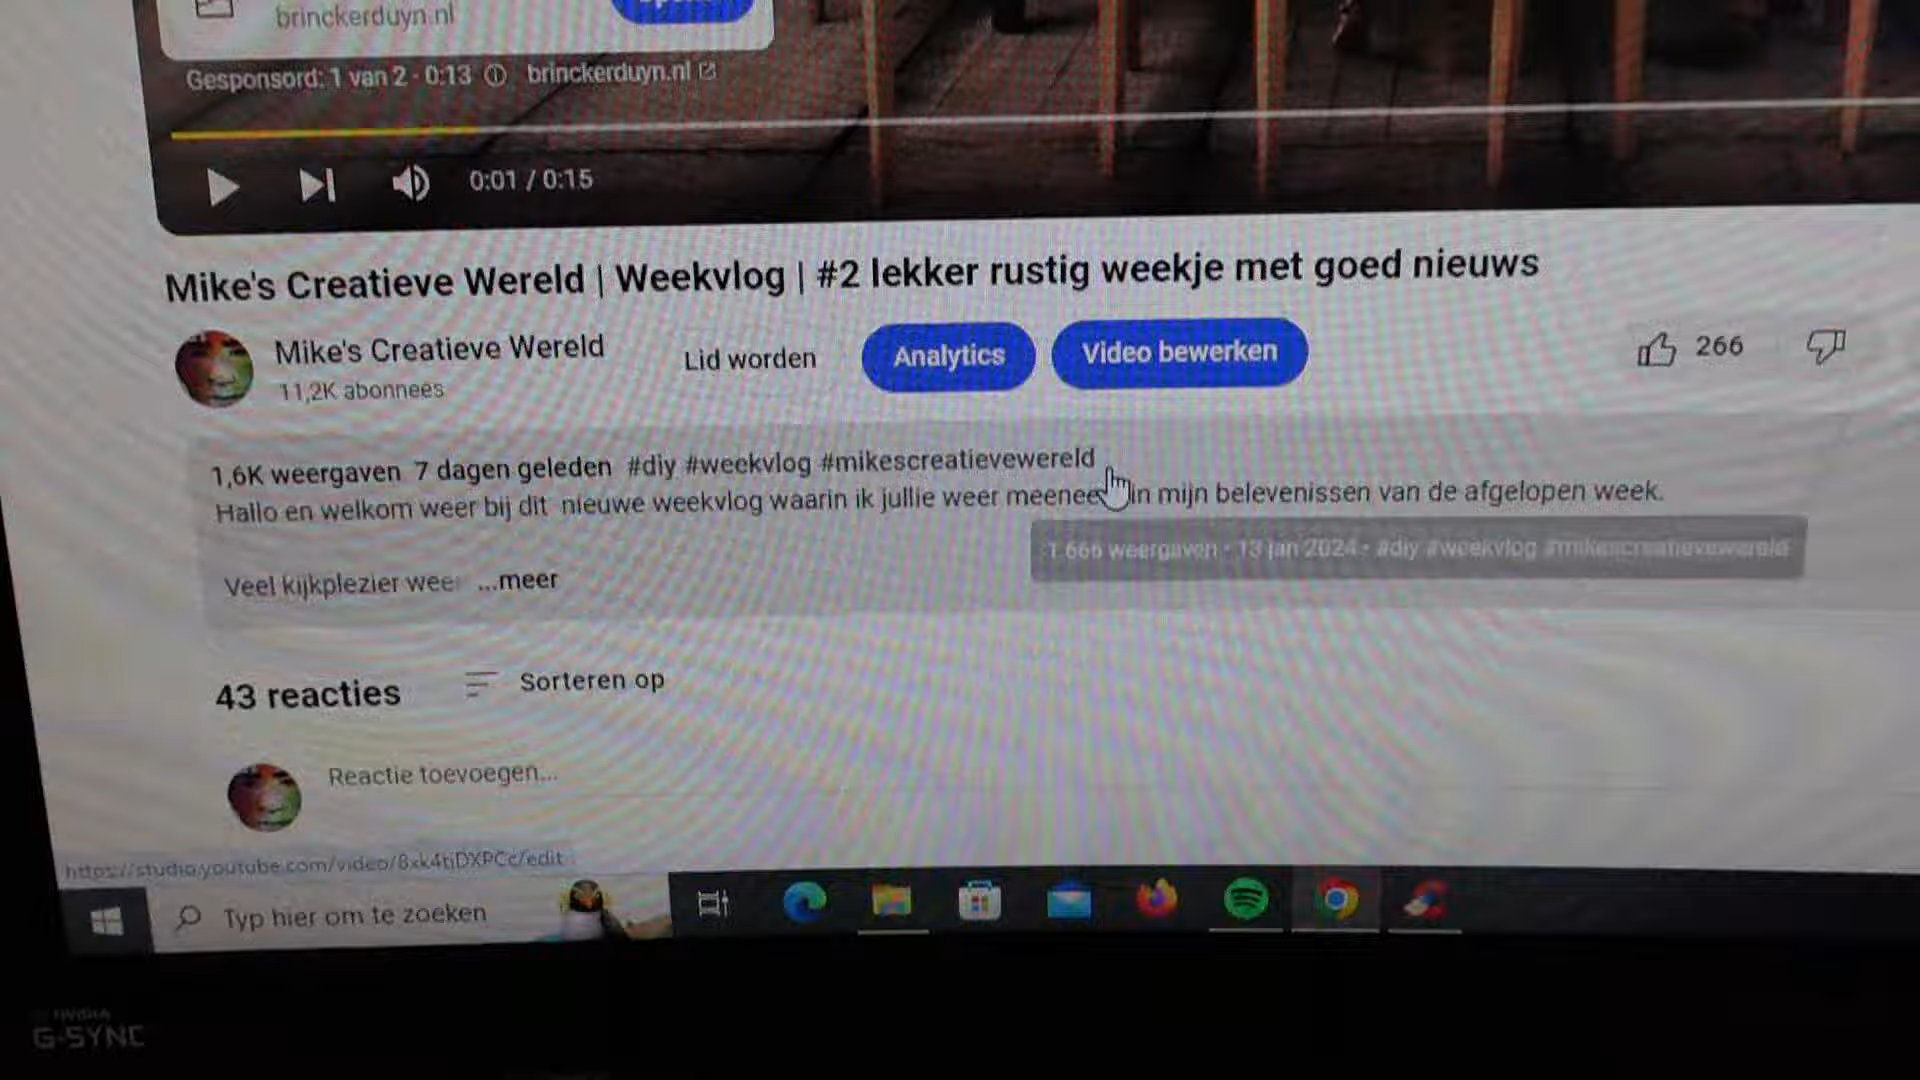 brinckerduyn.nl
Gesponsord: 1 van 2 · 0:13 brinckerduyn.nl
0:01 / 0:15
Mike's Creatieve Wereld | Weekvlog | #2 lekker rustig weekje met goed nieuws
Mike's Creatieve Wereld
11,2K abonnees
Lid worden
Analytics
Video bewerken
266
1,6K weergaven 7 dagen geleden #diy #weekvlog #mikescreatievewereld
Hallo en welkom weer bij dit nieuwe weekvlog waarin ik jullie weer meenee in mijn belevenissen van de afgelopen week.
1.666 weergaven • 13 jan 2024 • #diy #weekvlog #mikescreatievewereld
Veel kijkplezier wee ...meer
43 reacties
Sorteren op
Reactie toevoegen...
https://studio.youtube.com/video/
/edit
Typ hier om te zoeken
NVIDIA
G-SYNC